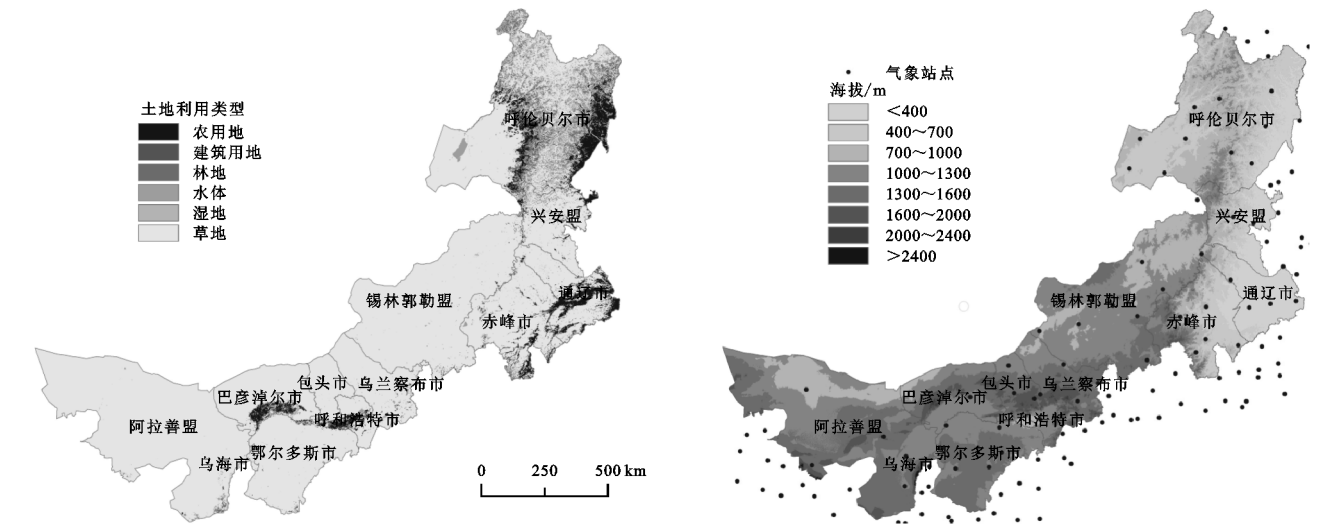 土地利用类型
农用地
建筑用地
林地
水体
湿地
草地
呼伦贝尔市
兴安盟
锡林郭勒盟
通辽市
赤峰市
包头市
乌兰察布市
巴彦淖尔市
呼和浩特市
阿拉善盟
鄂尔多斯市
乌海市
0 250 500 km
气象站点
海拔/m
<400
400～700
700～1000
1000～1300
1300～1600
1600～2000
2000～2400
>2400
呼伦贝尔市
兴安盟
锡林郭勒盟
通辽市
赤峰市
包头市
乌兰察布市
巴彦淖尔市
呼和浩特市
阿拉善盟
鄂尔多斯市
乌海市